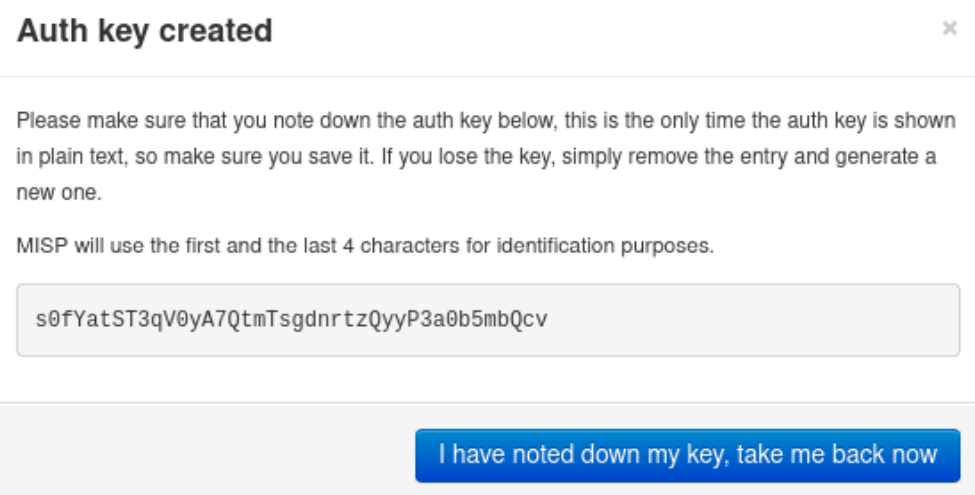 Auth key created
×
Please make sure that you note down the auth key below, this is the only time the auth key is shown
in plain text, so make sure you save it. If you lose the key, simply remove the entry and generate a
new one.
MISP will use the first and the last 4 characters for identification purposes.
s0fYatST3qV0yA7QtmTsgdnrtzQyyP3a0b5mbQcv
I have noted down my key, take me back now